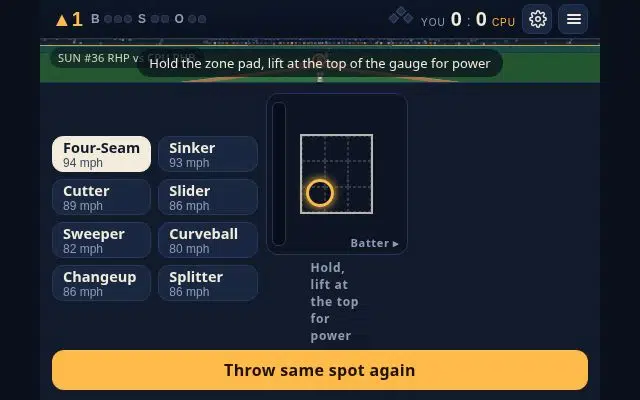 ▲1 B S O YOU 0 : 0 CPU
SUN #36 RHP vs
Hold the zone pad, lift at the top of the gauge for power
Four-Seam
94 mph
Sinker
93 mph
Cutter
89 mph
Slider
86 mph
Sweeper
82 mph
Curveball
80 mph
Changeup
86 mph
Splitter
86 mph
Batter ▸
Hold,
lift at
the top
for
power
Throw same spot again